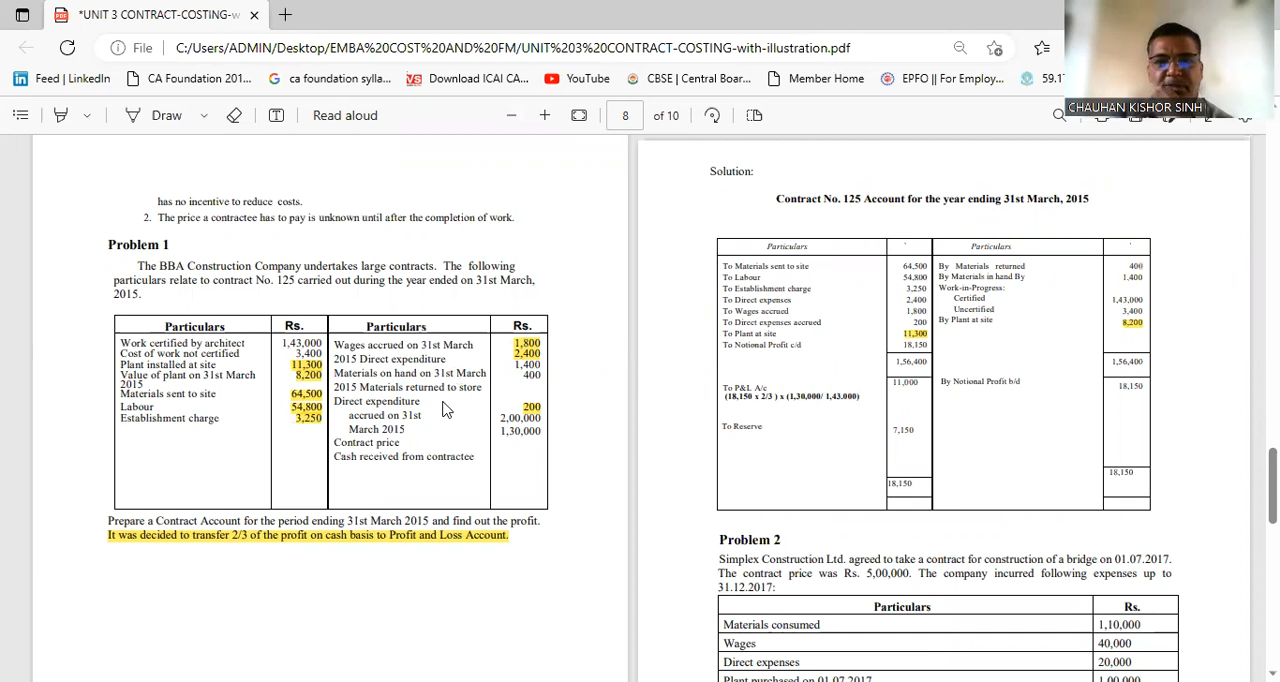 *UNIT 3 CONTRACT-COSTING-w
File
C:/Users/ADMIN/Desktop/EMBA%20COST%20AND%20FM/UNIT%203%20CONTRACT-COSTING-with-illustration.pdf
Feed | LinkedIn
CA Foundation 201...
ca foundation sylla...
Download ICAI CA...
YouTube
CBSE | Central Boar...
Member Home
EPFO || For Employ...
59.1
CHAUHAN KISHOR SINH
Draw
Read aloud
8 of 10
has no incentive to reduce costs.
2. The price a contractee has to pay is unknown until after the completion of work.
Problem 1
The BBA Construction Company undertakes large contracts. The following
particulars relate to contract No. 125 carried out during the year ended on 31st March,
2015.
Particulars Rs. Particulars Rs.
Work certified by architect 1,43,000
Cost of work not certified 3,400
Plant installed at site 11,300
Value of plant on 31st March 8,200
2015
Materials sent to site 64,500
Labour 54,800
Establishment charge 3,250
Wages accrued on 31st March 1,800
2015 Direct expenditure 2,400
Materials on hand on 31st March 1,400
2015 Materials returned to store 400
Direct expenditure
accrued on 31st 200
March 2015 2,00,000
Contract price 1,30,000
Cash received from contractee
Prepare a Contract Account for the period ending 31st March 2015 and find out the profit.
It was decided to transfer 2/3 of the profit on cash basis to Profit and Loss Account.
Solution:
Contract No. 125 Account for the year ending 31st March, 2015
Particulars ` Particulars `
To Materials sent to site 64,500 By Materials returned 400
To Labour 54,800 By Materials in hand By 1,400
To Establishment charge 3,250 Work-in-Progress:
To Direct expenses 2,400 Certified 1,43,000
To Wages accrued 1,800 Uncertified 3,400
To Direct expenses accrued 200 By Plant at site 8,200
To Plant at site 11,300
To Notional Profit c/d 18,150
1,56,400 1,56,400
To P&L A/c 11,000 By Notional Profit b/d 18,150
(18,150 x 2/3 ) x (1,30,000/ 1,43.000)
To Reserve 7,150
18,150 18,150
Problem 2
Simplex Construction Ltd. agreed to take a contract for construction of a bridge on 01.07.2017.
The contract price was Rs. 5,00,000. The company incurred following expenses up to
31.12.2017:
Particulars Rs.
Materials consumed 1,10,000
Wages 40,000
Direct expenses 20,000
Plant purchased on 01.07.2017 1,00,000